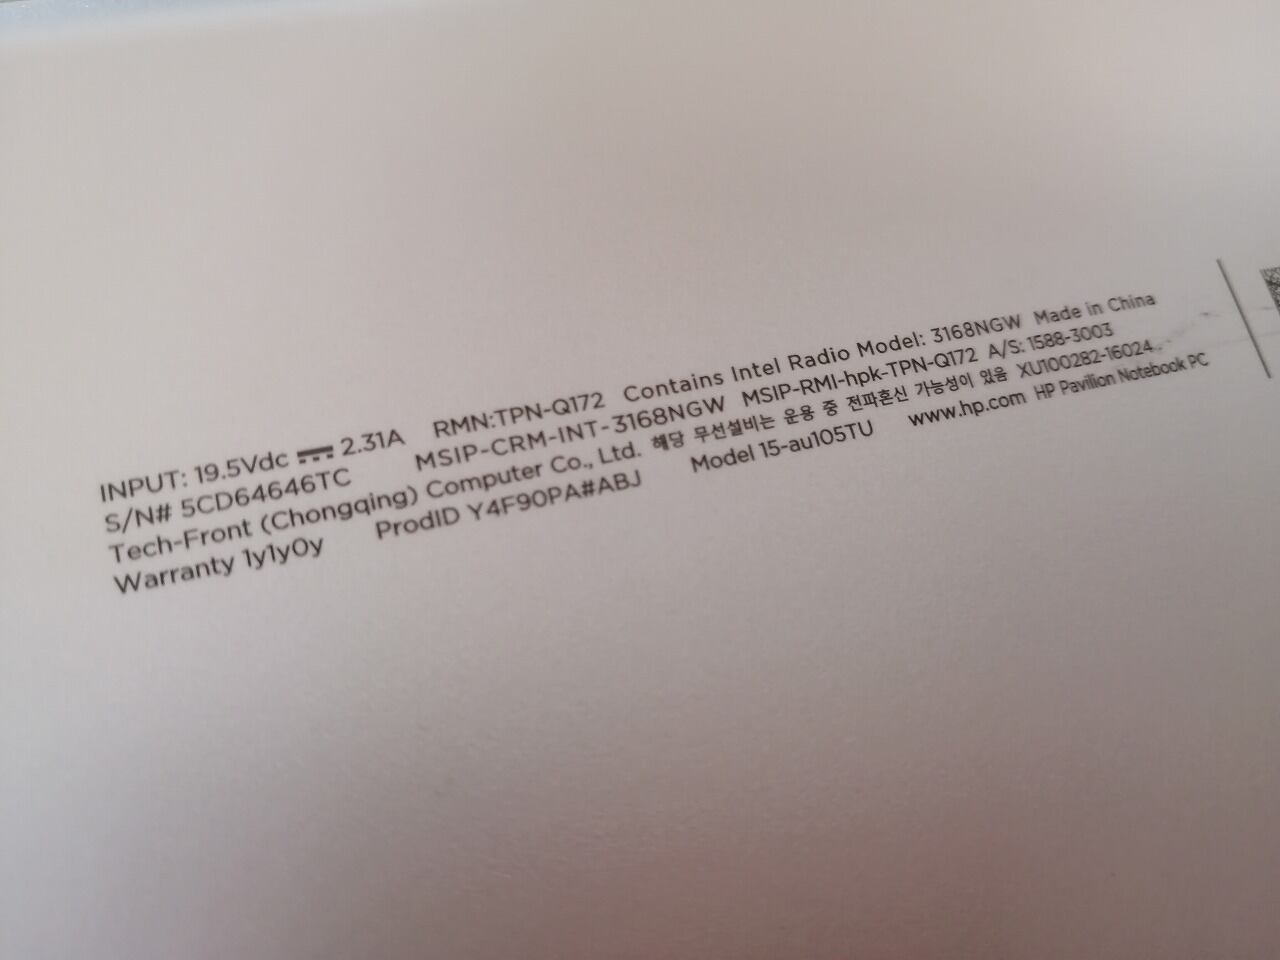 INPUT: 19.5Vdc ⎓ 2.31A RMN:TPN-Q172 Contains Intel Radio Model: 3168NGW Made in China
S/N# 5CD64646TC MSIP-CRM-INT-3168NGW MSIP-RMI-hpk-TPN-Q172 A/S: 1588-3003
Tech-Front (Chongqing) Computer Co., Ltd. 해당 무선설비는 운용 중 전파혼신 가능성이 있음 XU100282-16024
Warranty 1y1y0y ProdID Y4F90PA#ABJ Model 15-au105TU www.hp.com HP Pavilion Notebook PC